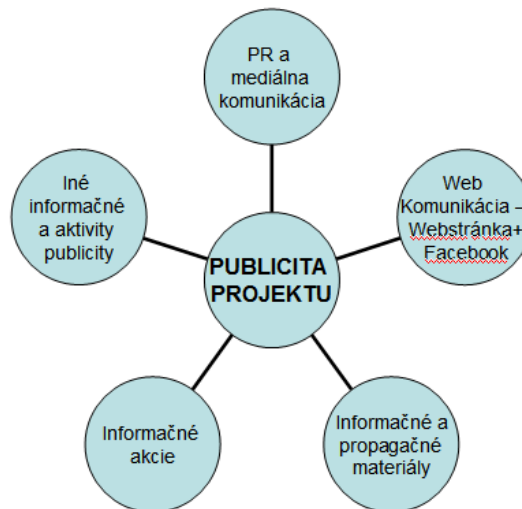 PR a
mediálna
komunikácia
Iné
informačné
a aktivity
publicity
Web
Komunikácia –
Webstránka+
Facebook
PUBLICITA
PROJEKTU
Informačné
akcie
Informačné a
propagačné
materiály